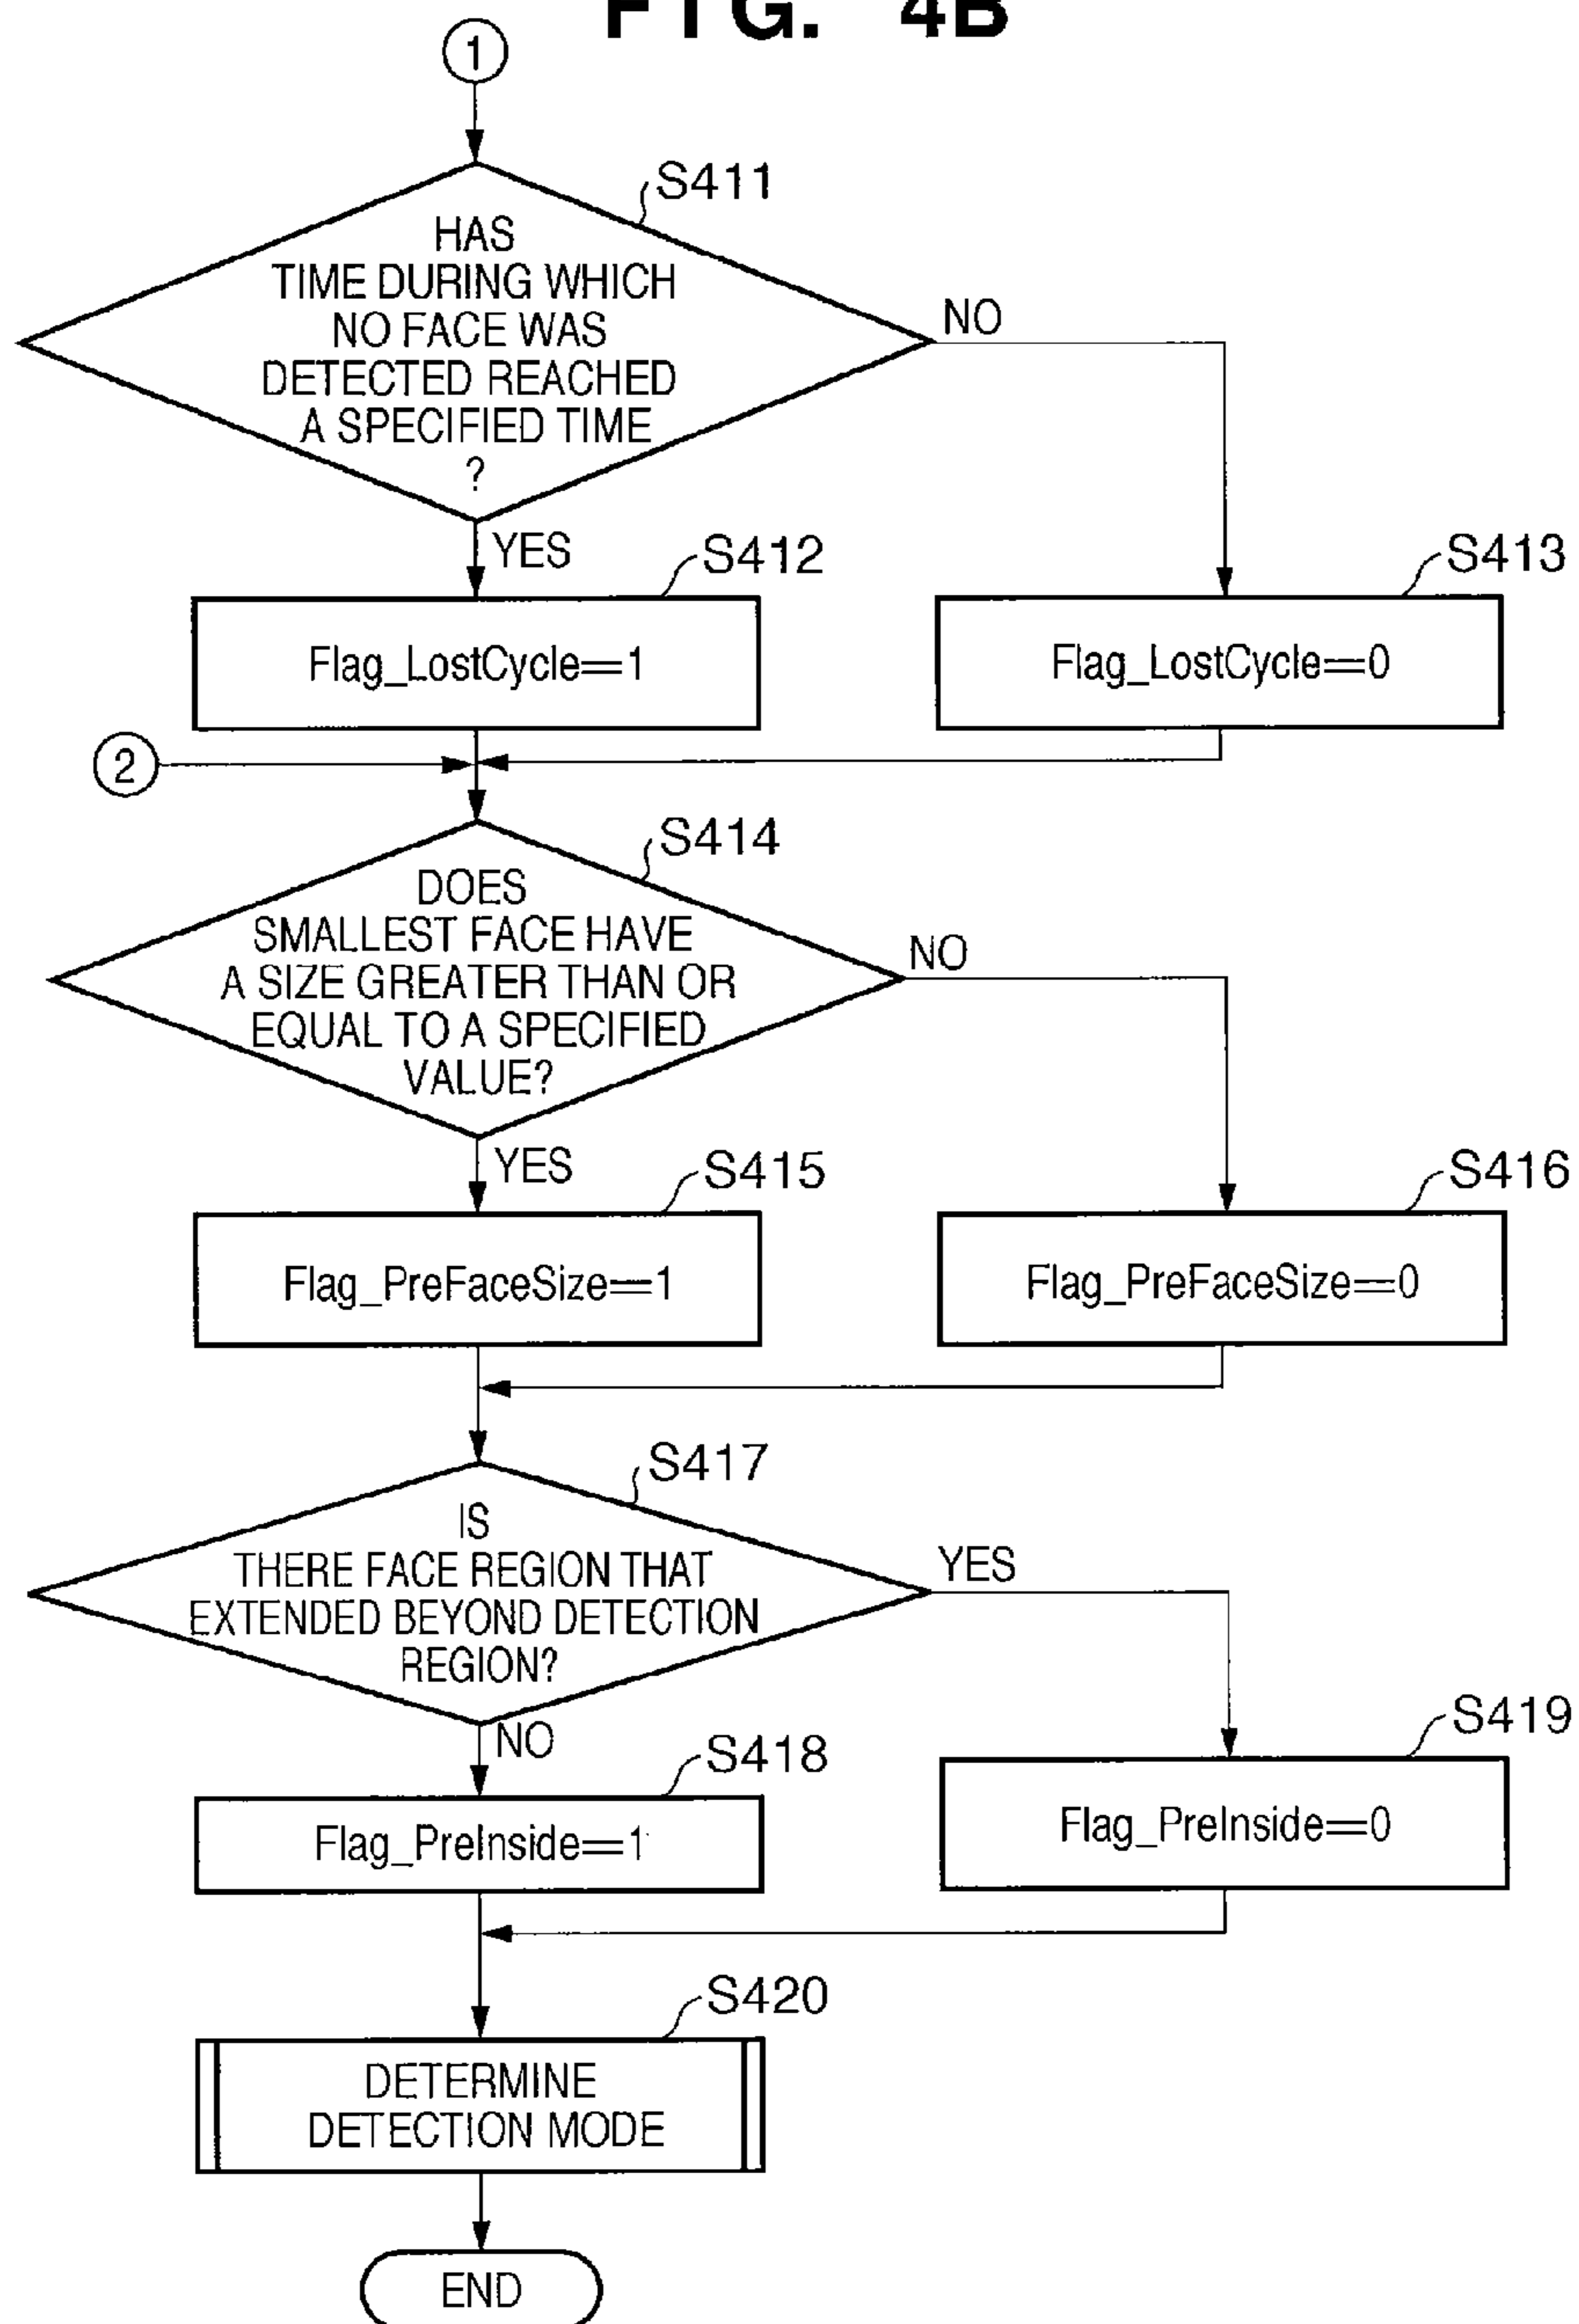 FIG. 4B
1
S411
HAS
TIME DURING WHICH
NO FACE WAS
DETECTED REACHED
A SPECIFIED TIME
?
NO
YES
S412
S413
Flag_LostCycle==1
Flag_LostCycle==0
2
S414
DOES
SMALLEST FACE HAVE
A SIZE GREATER THAN OR
EQUAL TO A SPECIFIED
VALUE?
NO
YES
S415
S416
Flag_PreFaceSize==1
Flag_PreFaceSize==0
S417
IS
THERE FACE REGION THAT
EXTENDED BEYOND DETECTION
REGION?
YES
NO
S418
S419
Flag_PreInside==1
Flag_PreInside==0
S420
DETERMINE
DETECTION MODE
END